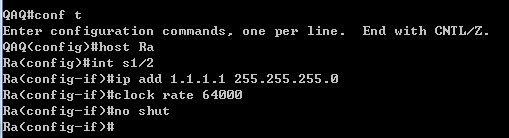 QAQ#conf t
Enter configuration commands, one per line.  End with CNTL/Z.
QAQ(config)#host Ra
Ra(config)#int s1/2
Ra(config-if)#ip add 1.1.1.1 255.255.255.0
Ra(config-if)#clock rate 64000
Ra(config-if)#no shut
Ra(config-if)#